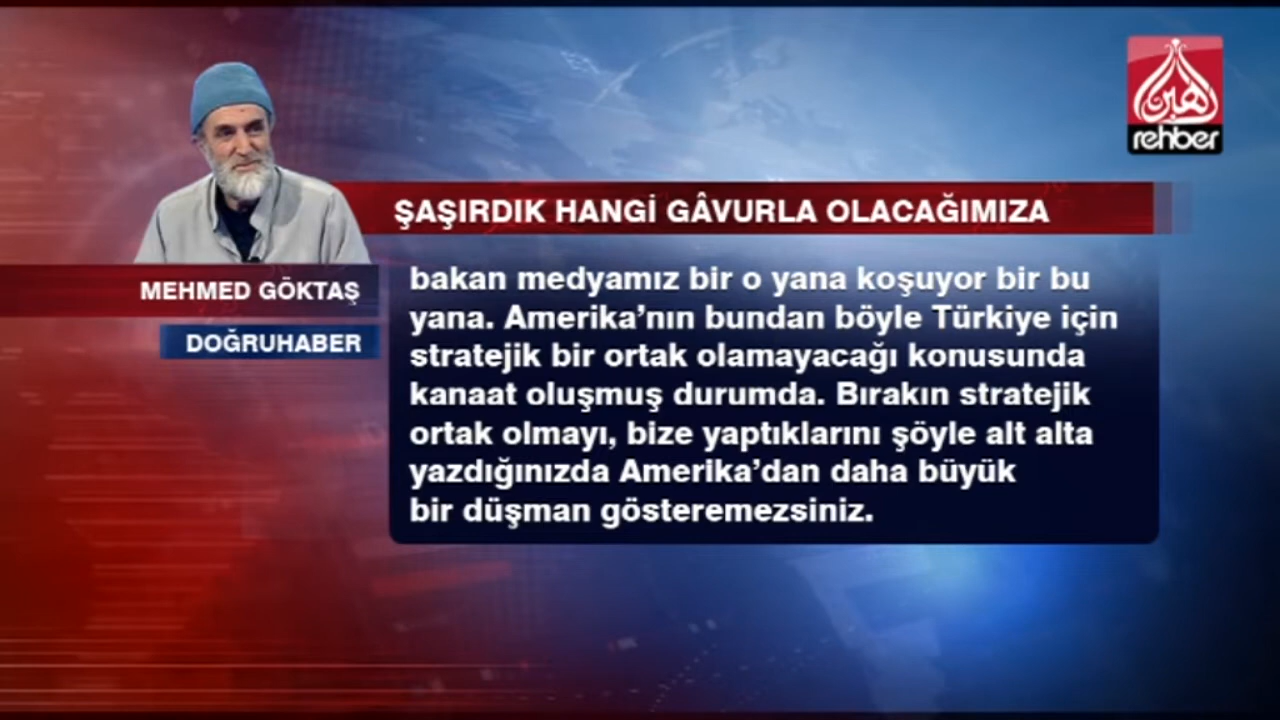 رهبر
rehber
ŞAŞIRDIK HANGİ GÂVURLA OLACAĞIMIZA
MEHMED GÖKTAŞ
DOĞRUHABER
bakan medyamız bir o yana koşuyor bir bu
yana. Amerika’nın bundan böyle Türkiye için
stratejik bir ortak olamayacağı konusunda
kanaat oluşmuş durumda. Bırakın stratejik
ortak olmayı, bize yaptıklarını şöyle alt alta
yazdığınızda Amerika’dan daha büyük
bir düşman gösteremezsiniz.